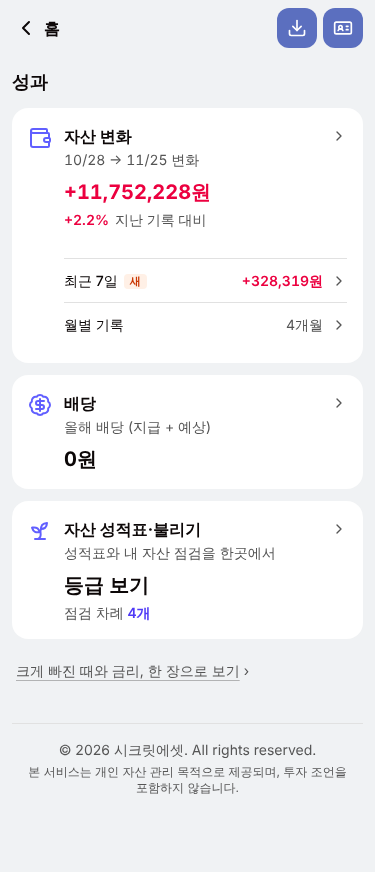 홈
성과
자산 변화
10/28 → 11/25 변화
+11,752,228원
+2.2% 지난 기록 대비
최근 7일 새 +328,319원
월별 기록 4개월
배당
올해 배당 (지급 + 예상)
0원
자산 성적표·불리기
성적표와 내 자산 점검을 한곳에서
등급 보기
점검 차례 4개
크게 빠진 때와 금리, 한 장으로 보기 ›
© 2026 시크릿에셋. All rights reserved.
본 서비스는 개인 자산 관리 목적으로 제공되며, 투자 조언을
포함하지 않습니다.